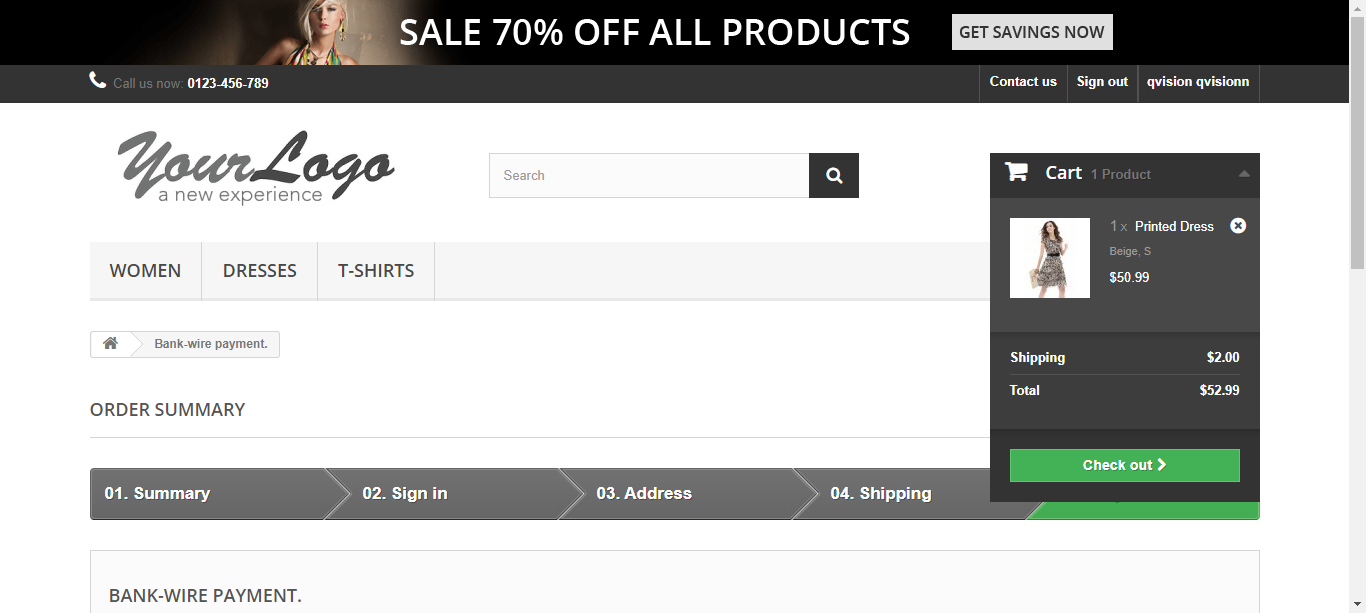 SALE 70% OFF ALL PRODUCTS GET SAVINGS NOW
Call us now: 0123-456-789 Contact us Sign out qvision qvisionn
Your Logo
a new experience
Search
Cart 1 Product
1 x Printed Dress
Beige, S
$50.99
WOMEN DRESSES T-SHIRTS
Bank-wire payment.
Shipping $2.00
Total $52.99
Check out
ORDER SUMMARY
01. Summary 02. Sign in 03. Address 04. Shipping
BANK-WIRE PAYMENT.